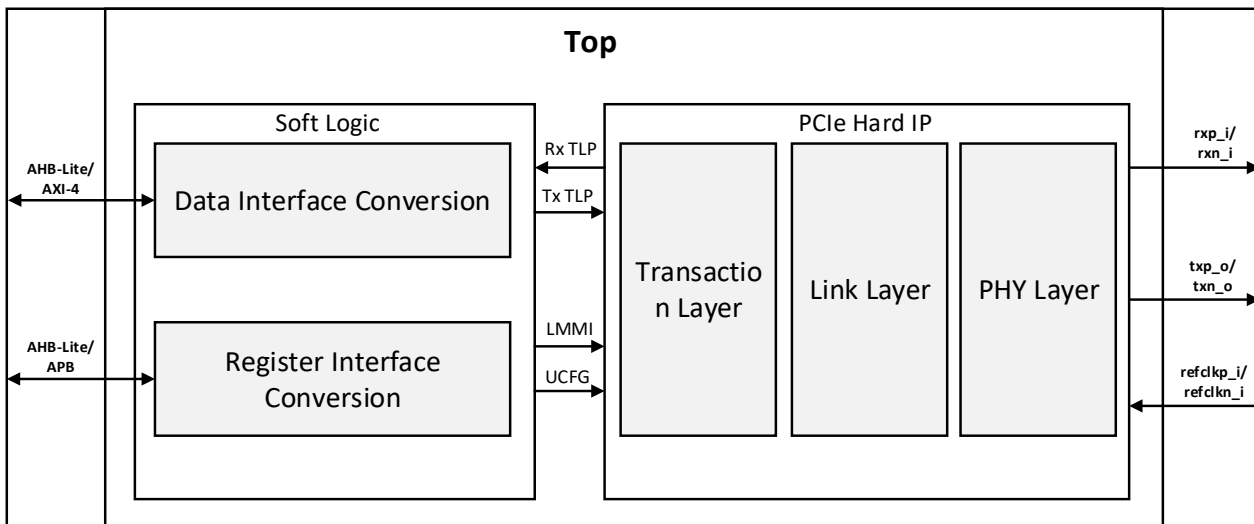 Top
Soft Logic
PCIe Hard IP
AHB-Lite/
AXI-4
Data Interface Conversion
Rx TLP
Tx TLP
AHB-Lite/
APB
Register Interface
Conversion
LMMI
UCFG
Transactio
n Layer
Link Layer
PHY Layer
rxp_i/
rxn_i
txp_o/
txn_o
refclkp_i/
refclkn_i